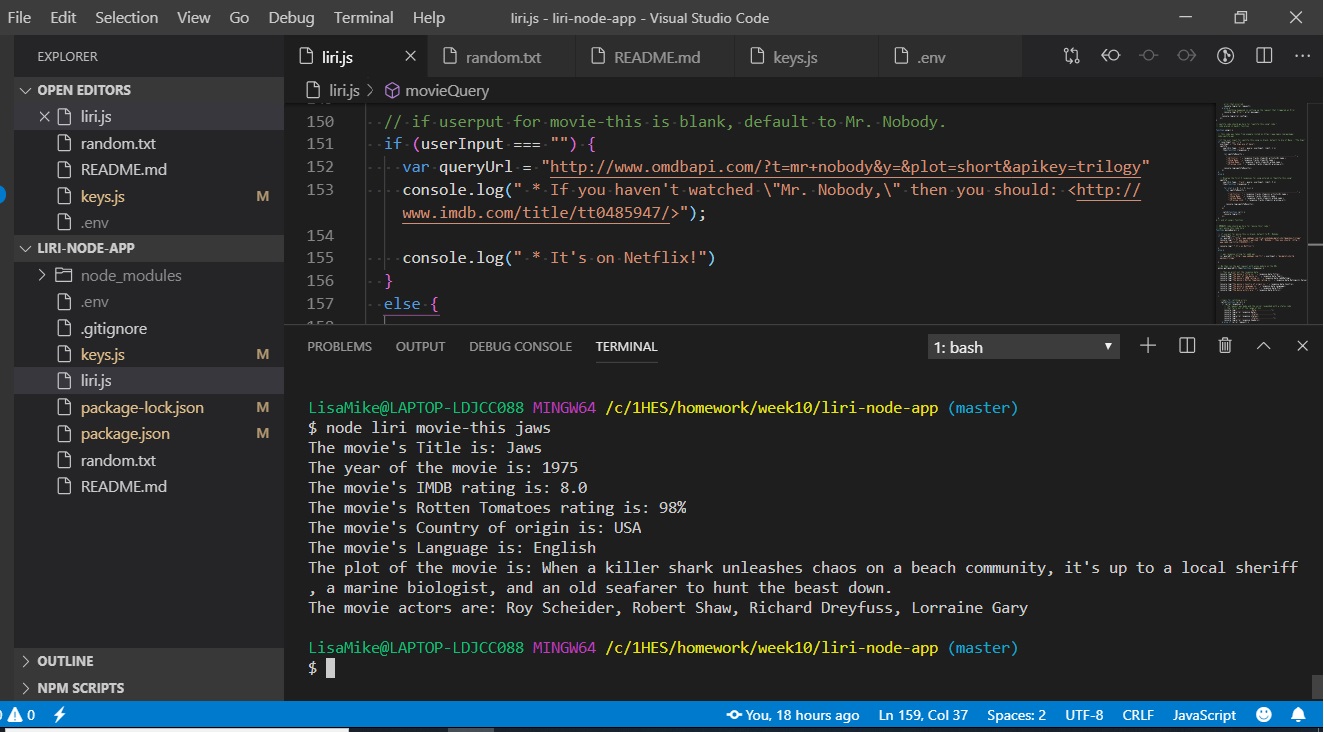 File Edit Selection View Go Debug Terminal Help liri.js - liri-node-app - Visual Studio Code
EXPLORER
OPEN EDITORS
liri.js
random.txt
README.md
keys.js M
.env
LIRI-NODE-APP
node_modules
.env
.gitignore
keys.js M
liri.js
package-lock.json M
package.json M
random.txt
README.md
OUTLINE
NPM SCRIPTS
liri.js random.txt README.md keys.js .env
liri.js > movieQuery
150 // if userput for movie-this is blank, default to Mr. Nobody.
151 if (userInput === "") {
152 var queryUrl = "http://www.omdbapi.com/?t=mr+nobody&y=&plot=short&apikey=trilogy"
153 console.log(" * If you haven't watched \"Mr. Nobody,\" then you should: <http://
www.imdb.com/title/tt0485947/>");
154
155 console.log(" * It's on Netflix!")
156 }
157 else {
PROBLEMS OUTPUT DEBUG CONSOLE TERMINAL 1: bash
LisaMike@LAPTOP-LDJCC088 MINGW64 /c/1HES/homework/week10/liri-node-app (master)
$ node liri movie-this jaws
The movie's Title is: Jaws
The year of the movie is: 1975
The movie's IMDB rating is: 8.0
The movie's Rotten Tomatoes rating is: 98%
The movie's Country of origin is: USA
The movie's Language is: English
The plot of the movie is: When a killer shark unleashes chaos on a beach community, it's up to a local sheriff
, a marine biologist, and an old seafarer to hunt the beast down.
The movie actors are: Roy Scheider, Robert Shaw, Richard Dreyfuss, Lorraine Gary
LisaMike@LAPTOP-LDJCC088 MINGW64 /c/1HES/homework/week10/liri-node-app (master)
$
0 You, 18 hours ago Ln 159, Col 37 Spaces: 2 UTF-8 CRLF JavaScript